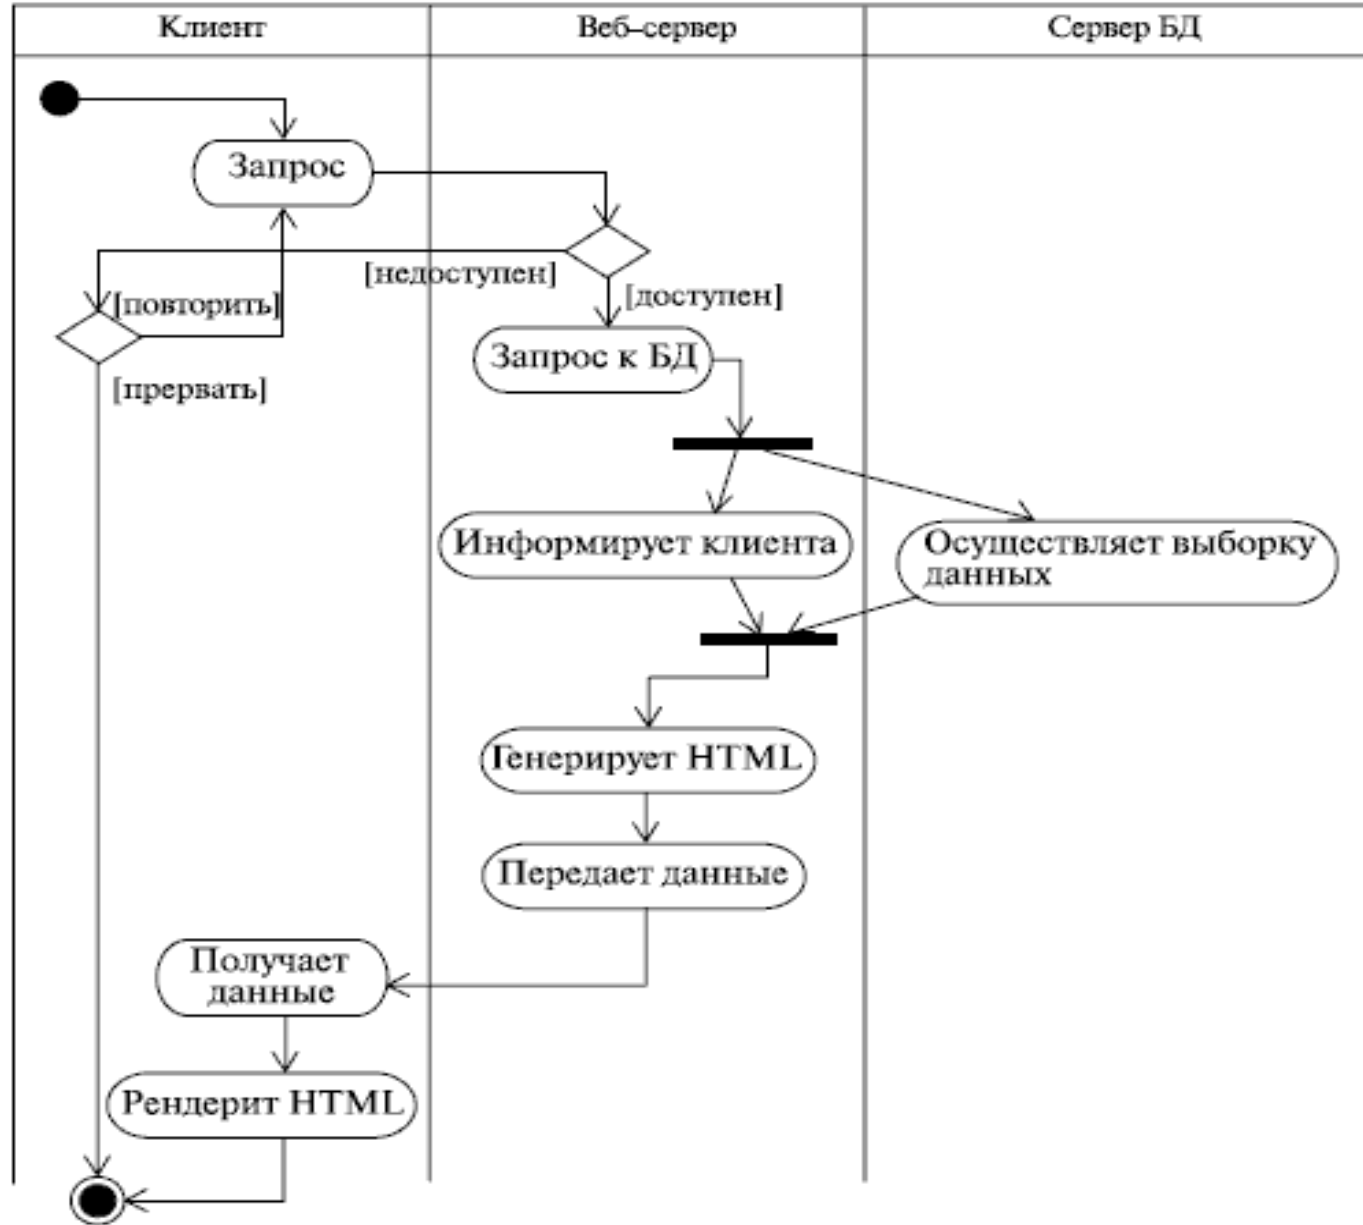 Клиент
Веб-сервер
Сервер БД
Запрос
[недоступен]
[доступен]
[повторить]
Запрос к БД
[прервать]
Информирует клиента
Осуществляет выборку
данных
Генерирует HTML
Передает данные
Получает
данные
Рендерит HTML